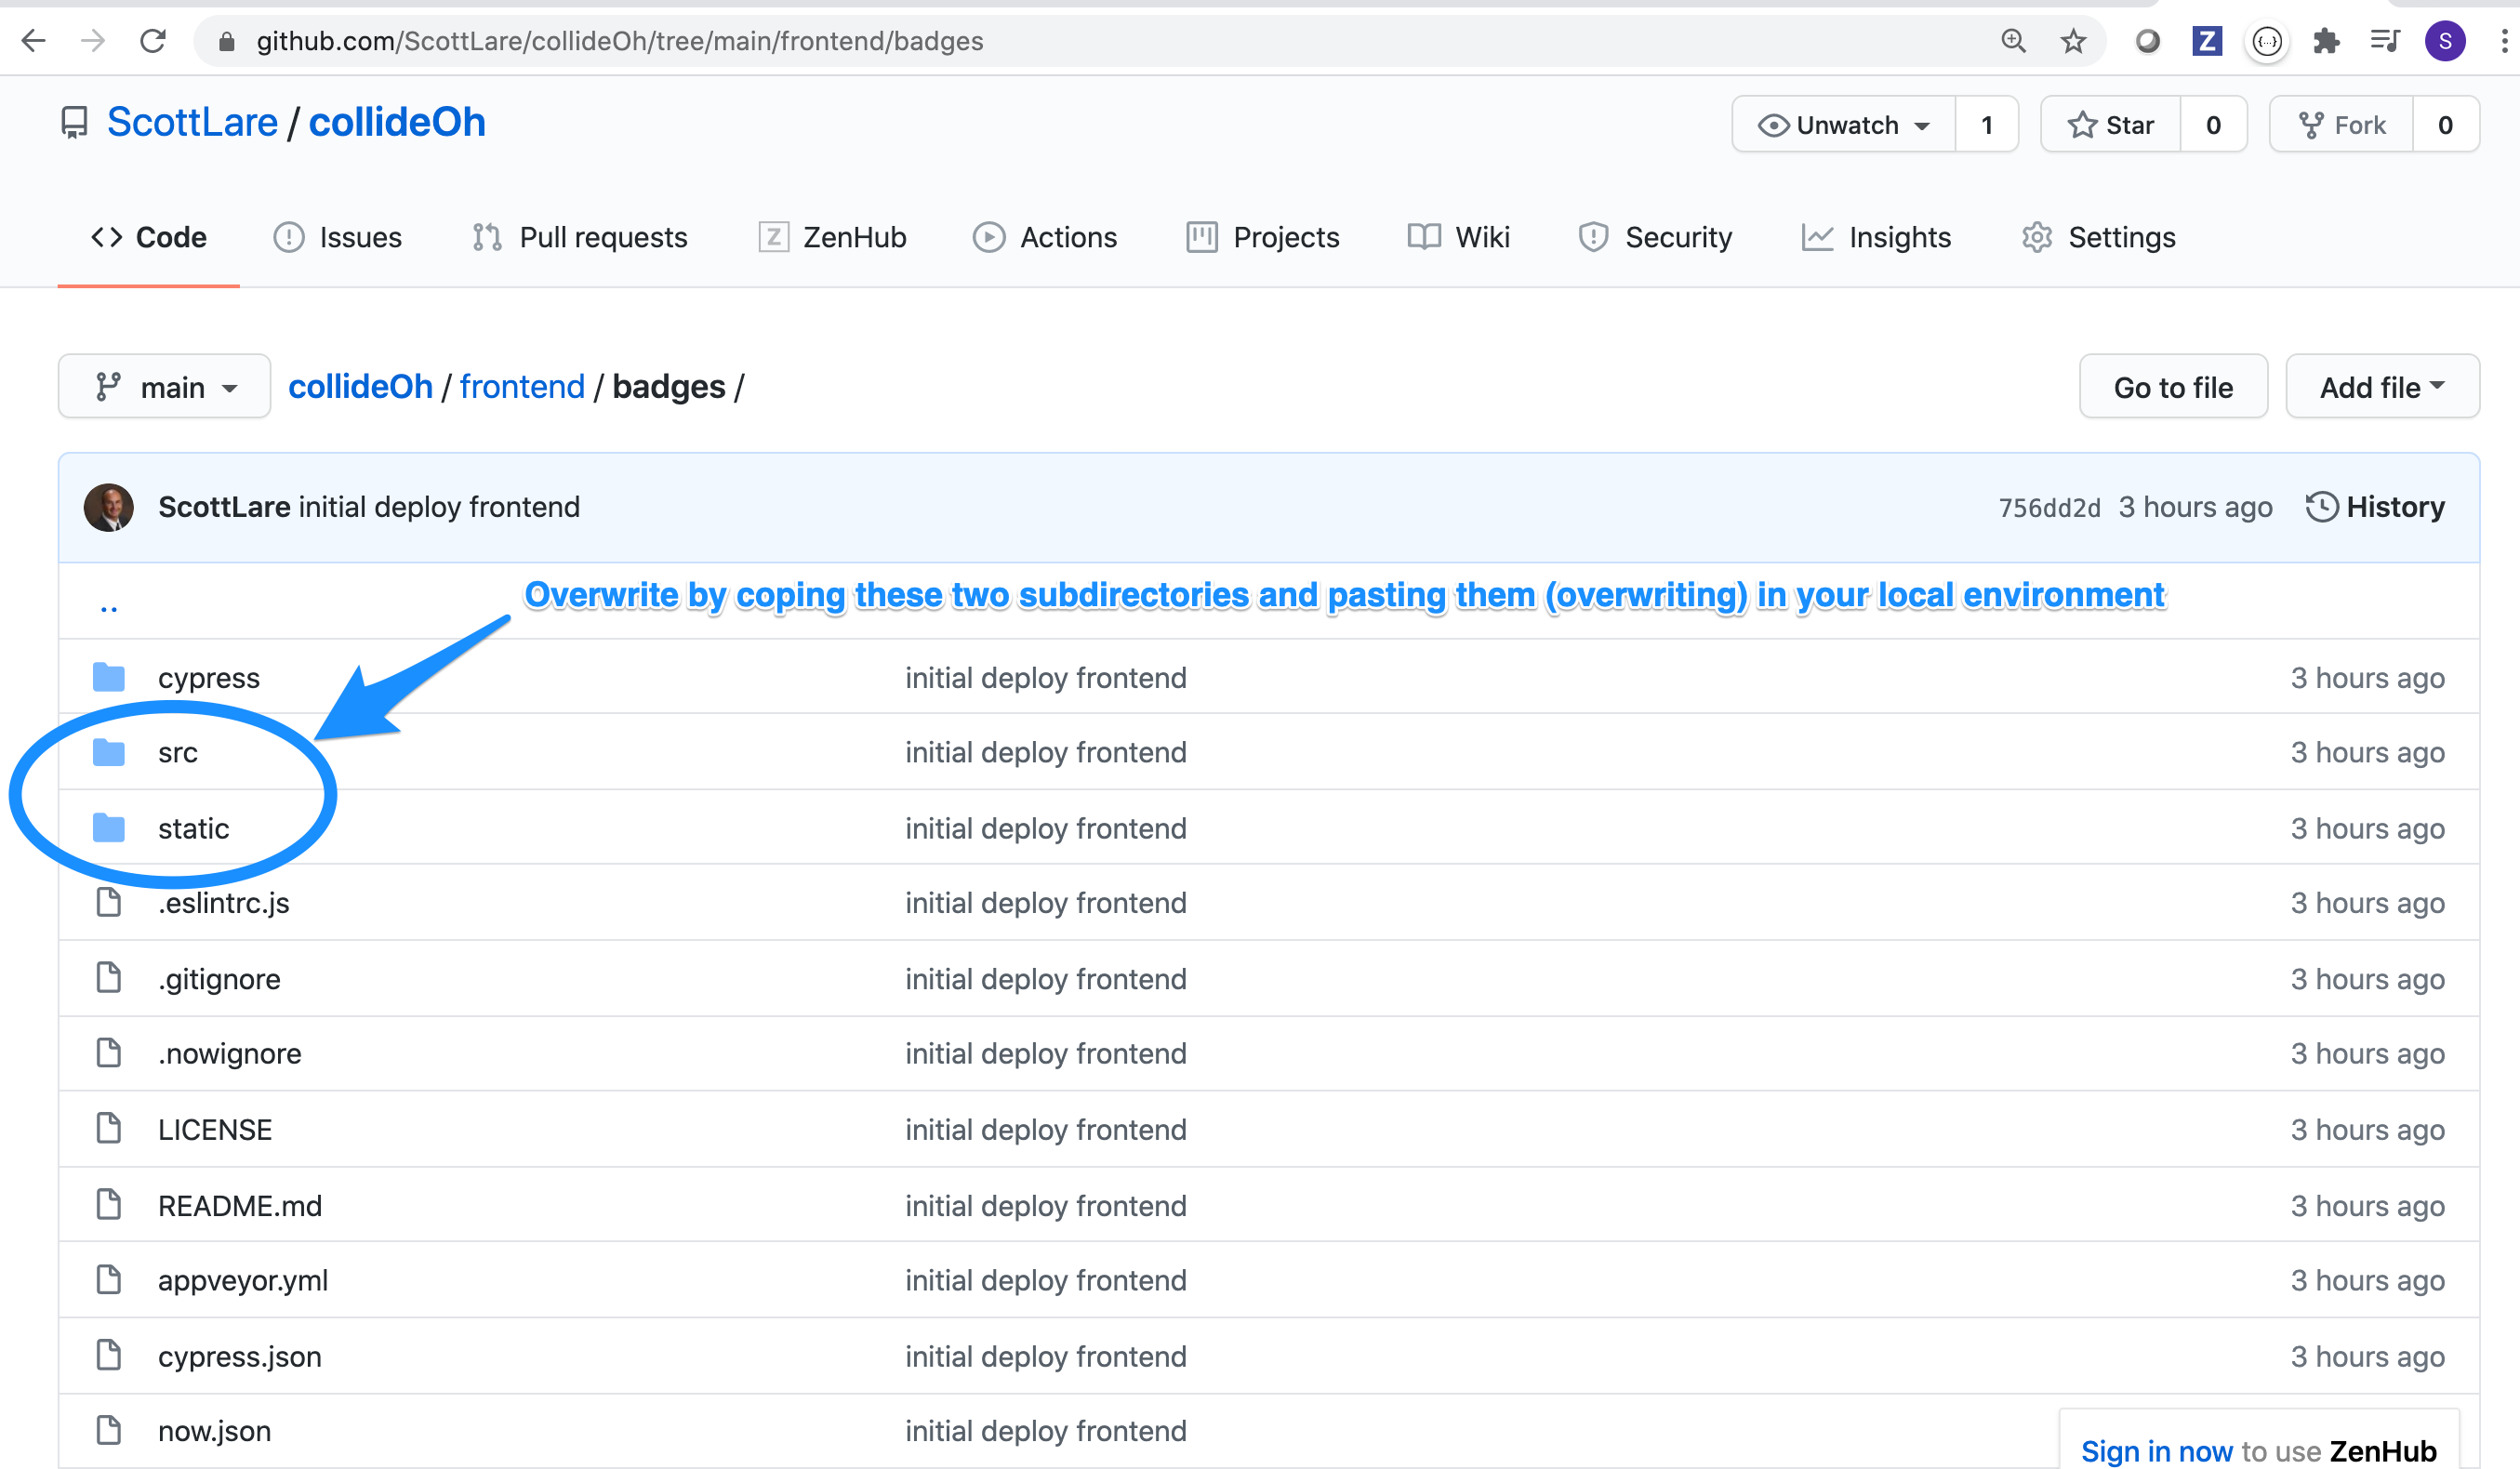 github.com/ScottLare/collideOh/tree/main/frontend/badges
Z {...} S
ScottLare / collideOh Unwatch 1 Star 0 Fork 0
Code Issues Pull requests Z ZenHub Actions Projects Wiki Security Insights Settings
main collideOh / frontend / badges / Go to file Add file
ScottLare initial deploy frontend 756dd2d 3 hours ago History
Overwrite by coping these two subdirectories and pasting them (overwriting) in your local environment
..
cypress initial deploy frontend 3 hours ago
src initial deploy frontend 3 hours ago
static initial deploy frontend 3 hours ago
.eslintrc.js initial deploy frontend 3 hours ago
.gitignore initial deploy frontend 3 hours ago
.nowignore initial deploy frontend 3 hours ago
LICENSE initial deploy frontend 3 hours ago
README.md initial deploy frontend 3 hours ago
appveyor.yml initial deploy frontend 3 hours ago
cypress.json initial deploy frontend 3 hours ago
now.json initial deploy frontend
Sign in now to use ZenHub